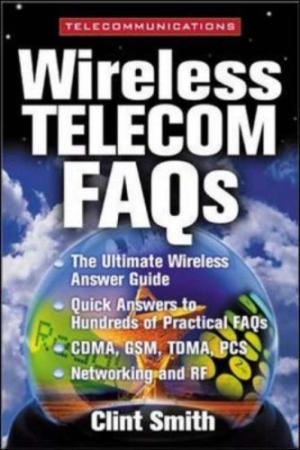 TELECOMMUNICATIONS
Wireless
TELECOM
FAQs
• The Ultimate Wireless
Answer Guide
• Quick Answers to
Hundreds of Practical FAQs
• CDMA, GSM, TDMA, PCS
• Networking and RF
Clint Smith